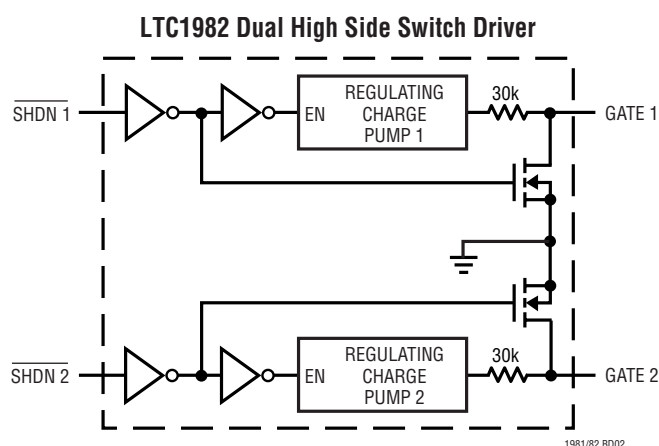 LTC1982 Dual High Side Switch Driver
SHDN 1
EN
REGULATING
CHARGE
PUMP 1
30k
GATE 1
SHDN 2
EN
REGULATING
CHARGE
PUMP 2
30k
GATE 2
1981/82 BD02